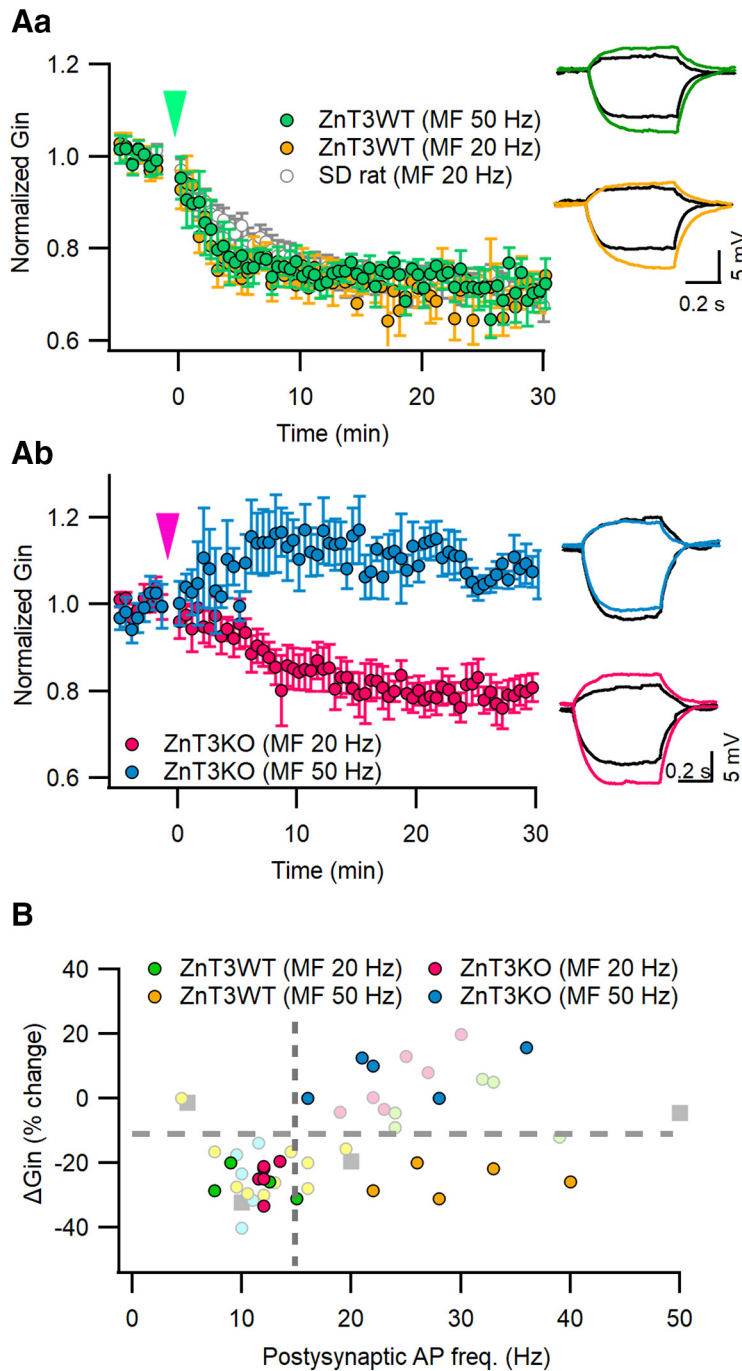 Aa
1.2
1.0
0.8
0.6
Normalized Gin
ZnT3WT (MF 50 Hz)
ZnT3WT (MF 20 Hz)
SD rat (MF 20 Hz)
0 10 20 30
Time (min)
5 mV
0.2 s
Ab
1.2
1.0
0.8
0.6
Normalized Gin
ZnT3KO (MF 20 Hz)
ZnT3KO (MF 50 Hz)
0 10 20 30
Time (min)
0.2 s
5 mV
B
ZnT3WT (MF 20 Hz) ZnT3KO (MF 20 Hz)
ZnT3WT (MF 50 Hz) ZnT3KO (MF 50 Hz)
40
20
0
-20
-40
ΔGin (% change)
0 10 20 30 40 50
Postsynaptic AP freq. (Hz)